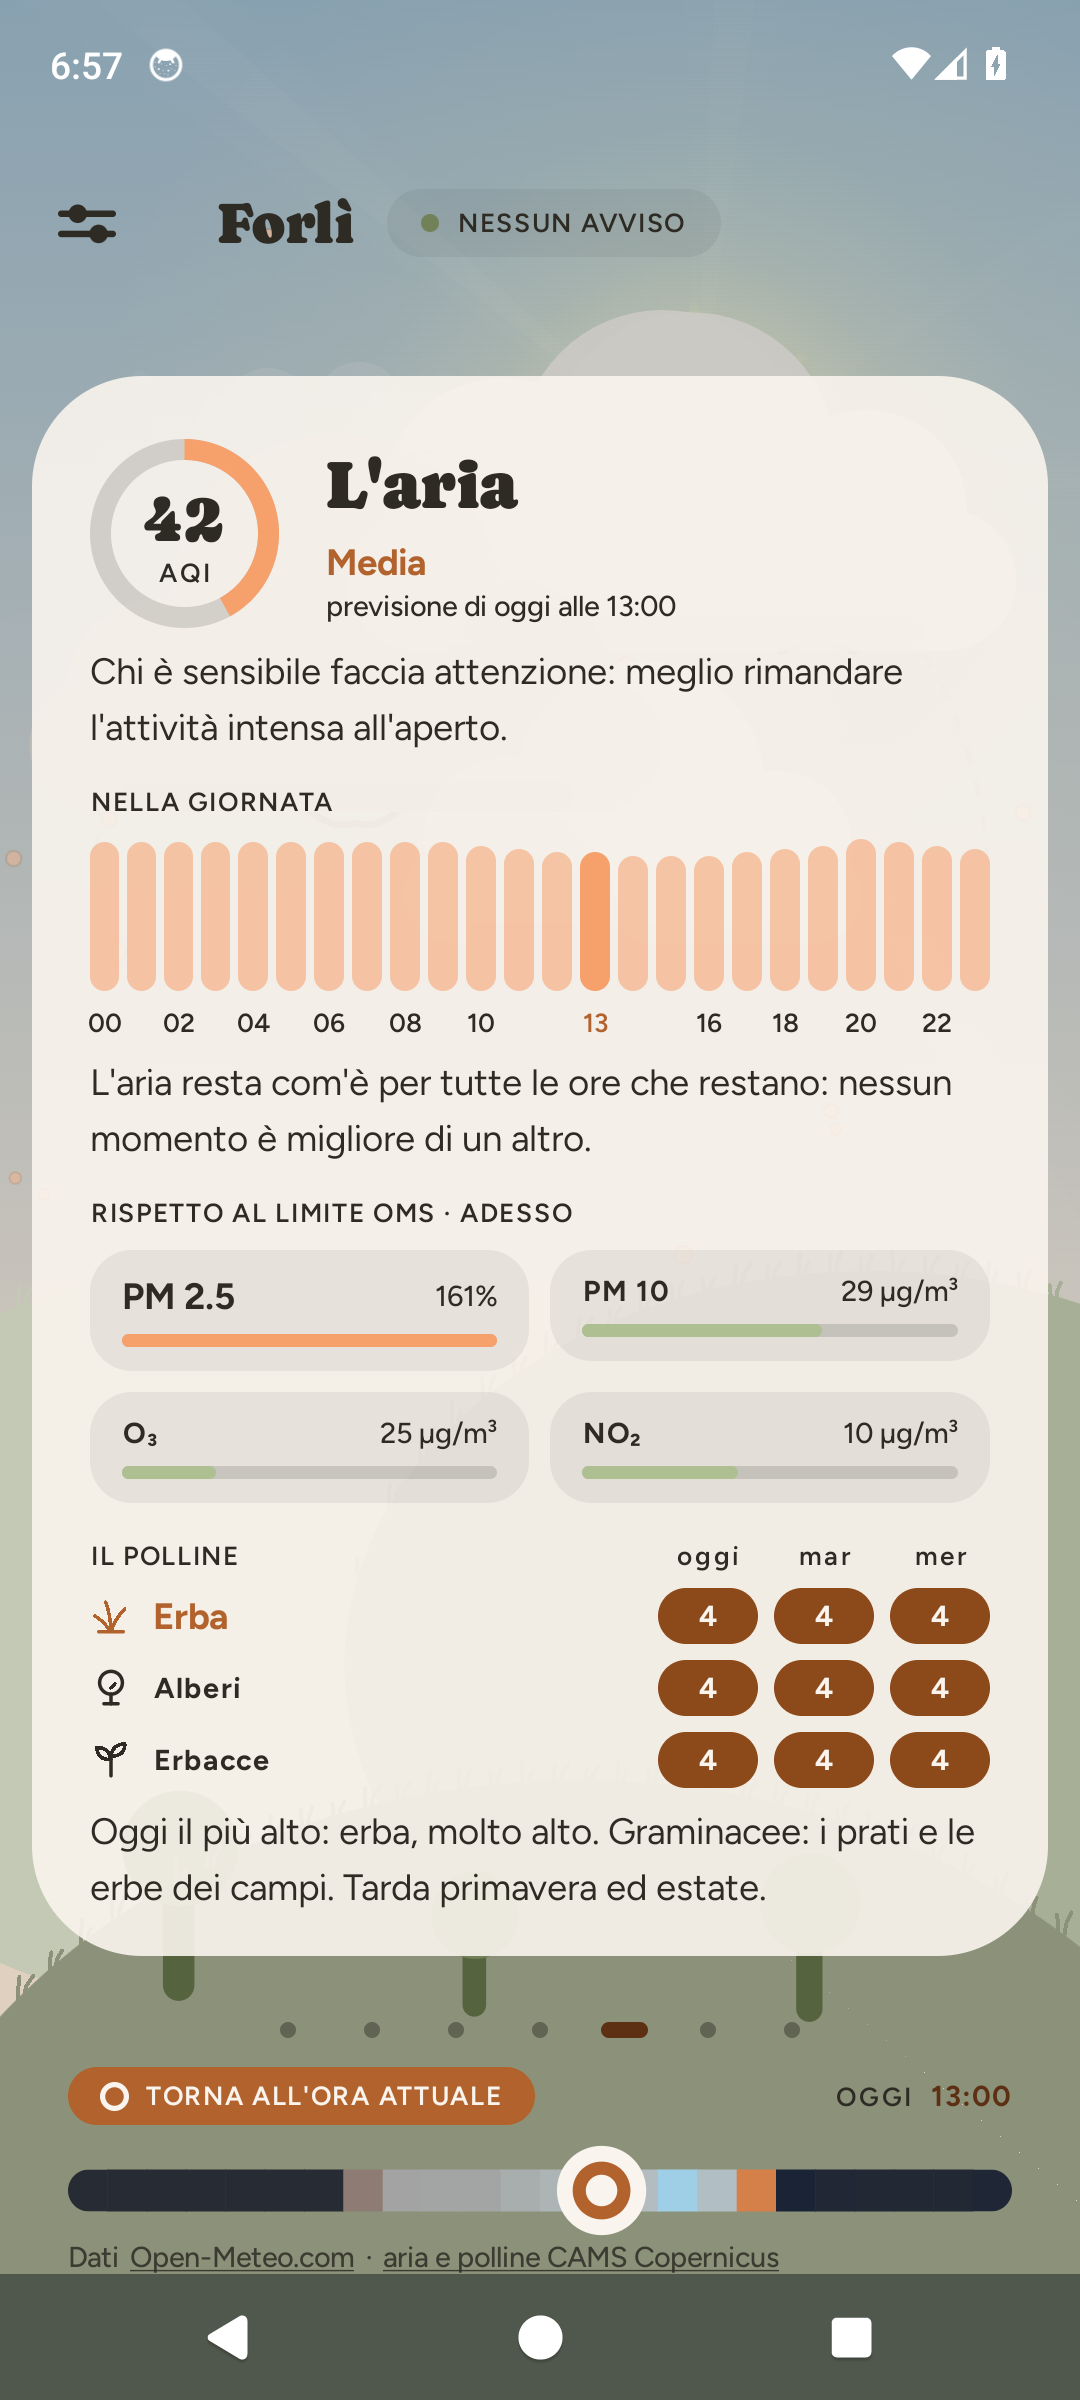 6:57
Forlì
NESSUN AVVISO
42
AQI
L'aria
Media
previsione di oggi alle 13:00
Chi è sensibile faccia attenzione: meglio rimandare
l'attività intensa all'aperto.
NELLA GIORNATA
00 02 04 06 08 10 13 16 18 20 22
L'aria resta com'è per tutte le ore che restano: nessun
momento è migliore di un altro.
RISPETTO AL LIMITE OMS · ADESSO
PM 2.5 161%
PM 10 29 µg/m³
O₃ 25 µg/m³
NO₂ 10 µg/m³
IL POLLINE oggi mar mer
Erba 4 4 4
Alberi 4 4 4
Erbacce 4 4 4
Oggi il più alto: erba, molto alto. Graminacee: i prati e le
erbe dei campi. Tarda primavera ed estate.
TORNA ALL'ORA ATTUALE
OGGI 13:00
Dati Open-Meteo.com · aria e polline CAMS Copernicus